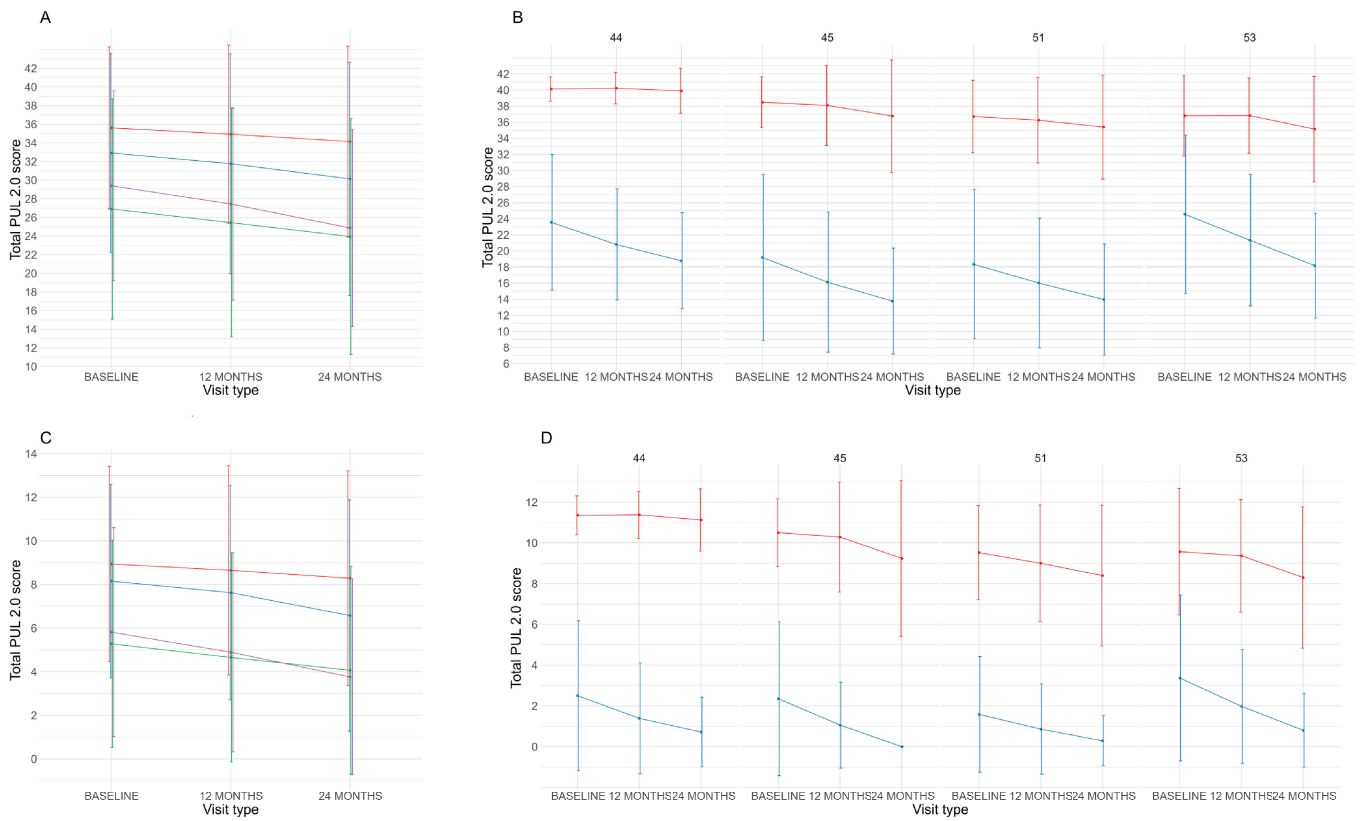 A
Total PUL 2.0 score
42
40
38
36
34
32
30
28
26
24
22
20
18
16
14
12
10
BASELINE 12 MONTHS 24 MONTHS
Visit type
B
44 45 51 53
Total PUL 2.0 score
42
40
38
36
34
32
30
28
26
24
22
20
18
16
14
12
10
8
6
BASELINE 12 MONTHS 24 MONTHS BASELINE 12 MONTHS 24 MONTHS BASELINE 12 MONTHS 24 MONTHS BASELINE 12 MONTHS 24 MONTHS
Visit type
C
Total PUL 2.0 score
14
12
10
8
6
4
2
0
BASELINE 12 MONTHS 24 MONTHS
Visit type
D
44 45 51 53
Total PUL 2.0 score
12
10
8
6
4
2
0
BASELINE 12 MONTHS 24 MONTHS BASELINE 12 MONTHS 24 MONTHS BASELINE 12 MONTHS 24 MONTHS BASELINE 12 MONTHS 24 MONTHS
Visit type